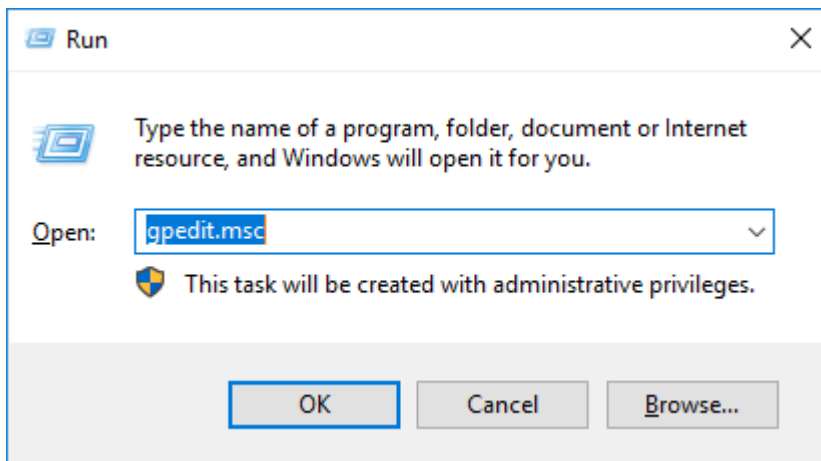 Run
Type the name of a program, folder, document or Internet
resource, and Windows will open it for you.
Open: gpedit.msc
This task will be created with administrative privileges.
OK Cancel Browse...